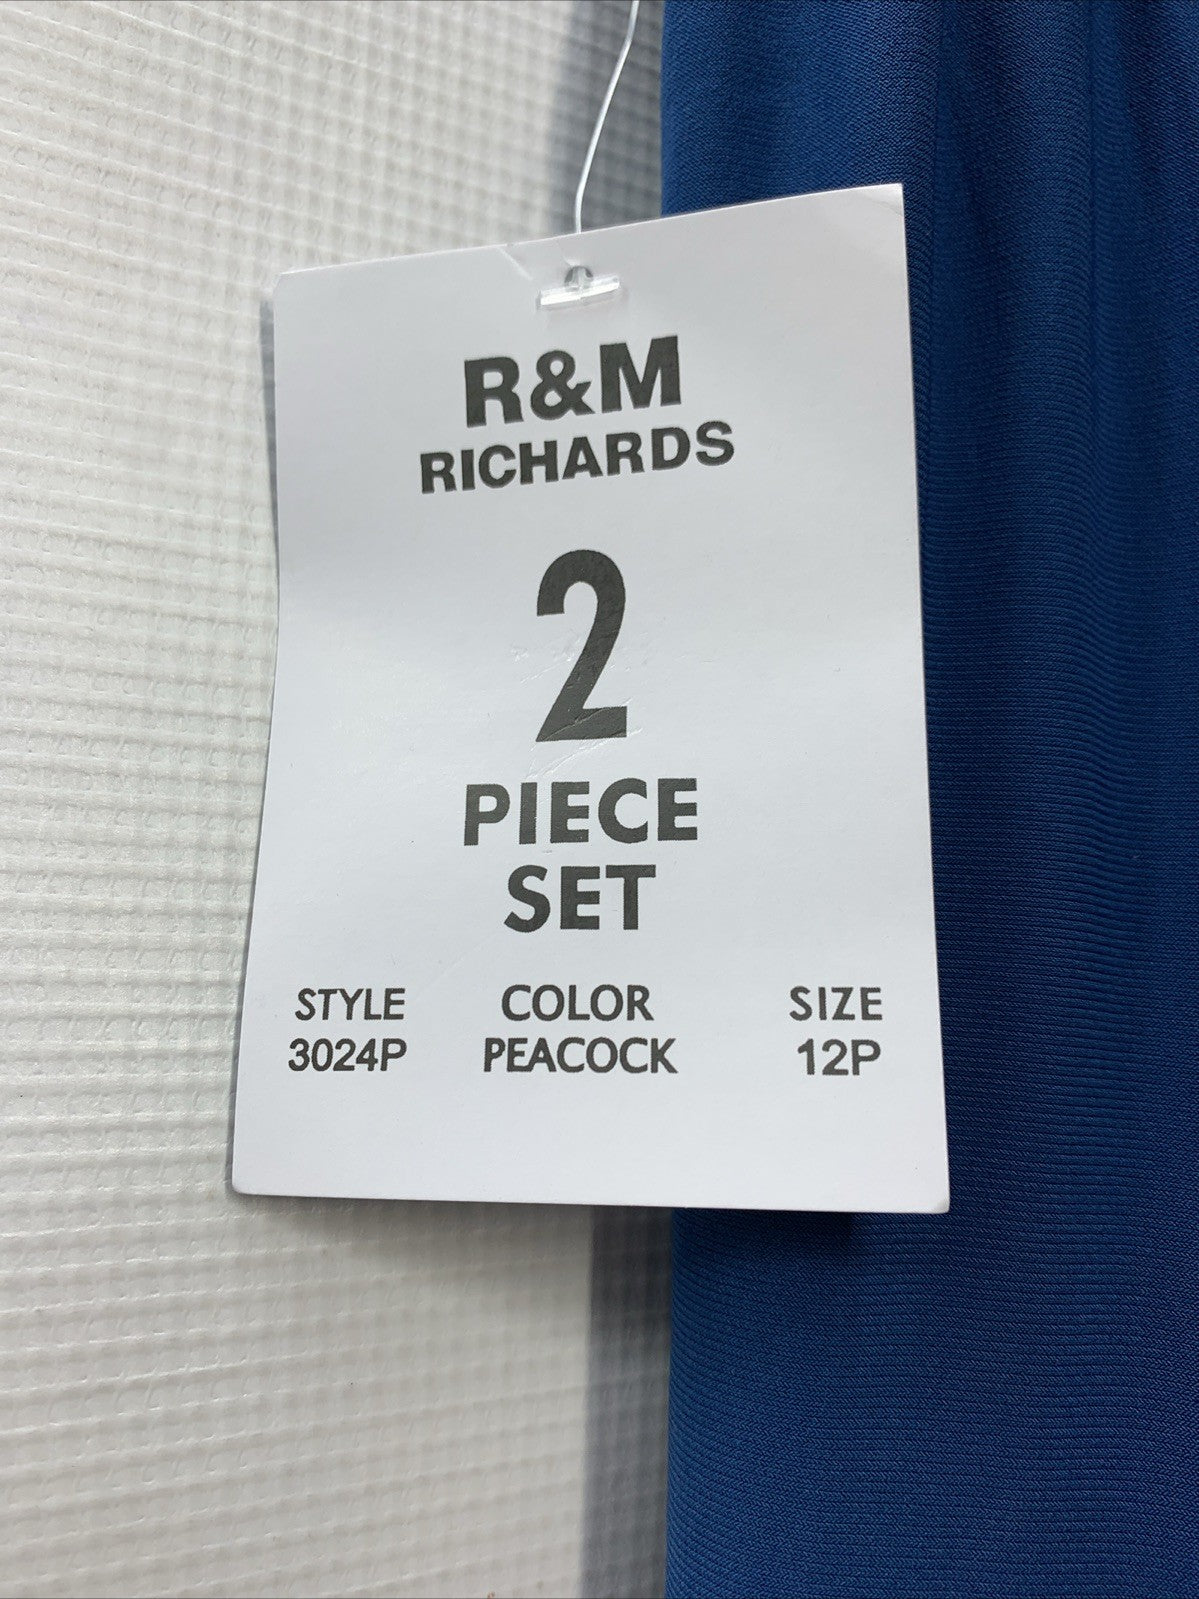 R&M
RICHARDS
2
PIECE
SET
STYLE COLOR SIZE
3024P PEACOCK 12P